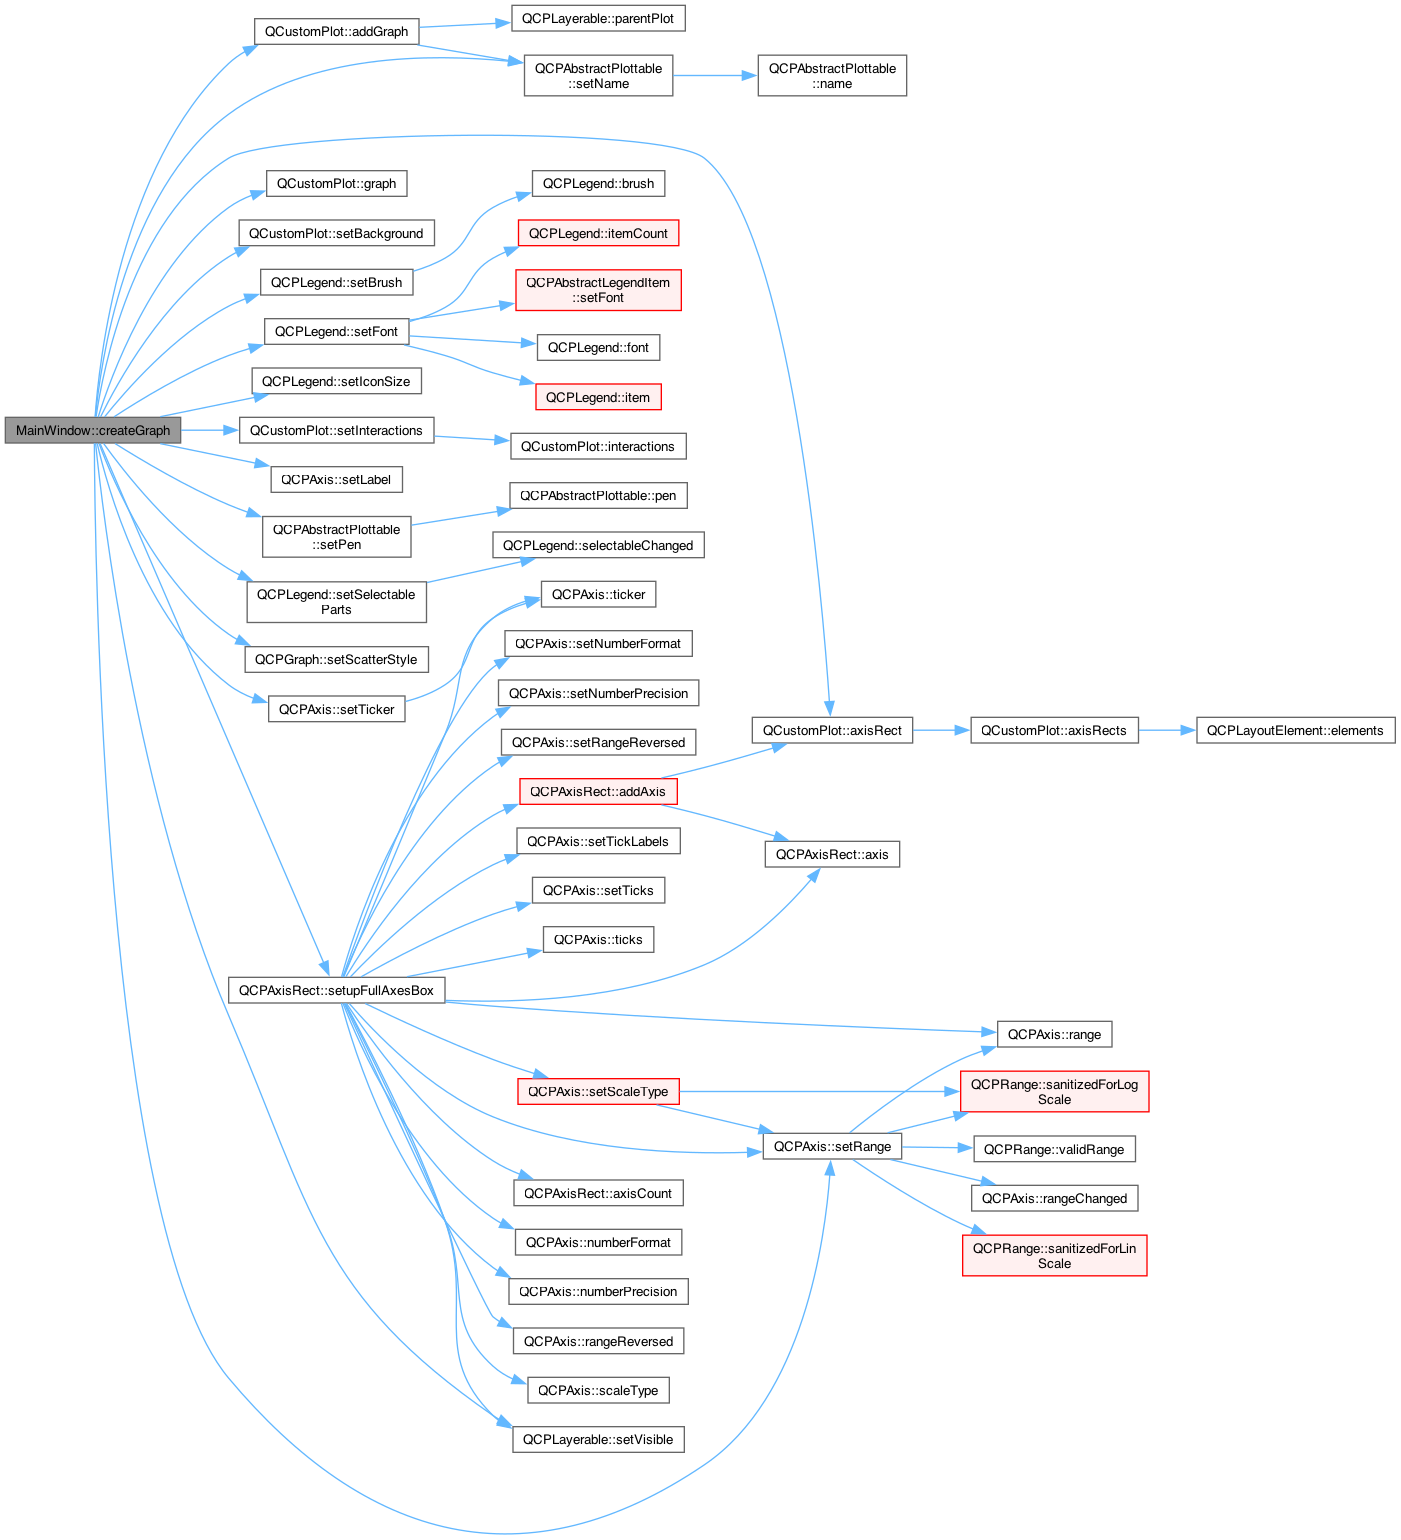 QCustomPlot::addGraph
QCPLayerable::parentPlot
QCPAbstractPlottable
::setName
QCPAbstractPlottable
::name
QCustomPlot::graph
QCPLegend::brush
QCustomPlot::setBackground
QCPLegend::itemCount
QCPLegend::setBrush
QCPAbstractLegendItem
::setFont
QCPLegend::setFont
QCPLegend::font
QCPLegend::setIconSize
QCPLegend::item
MainWindow::createGraph
QCustomPlot::setInteractions
QCustomPlot::interactions
QCPAxis::setLabel
QCPAbstractPlottable::pen
QCPAbstractPlottable
::setPen
QCPLegend::selectableChanged
QCPLegend::setSelectable
Parts
QCPAxis::ticker
QCPGraph::setScatterStyle
QCPAxis::setNumberFormat
QCPAxis::setTicker
QCPAxis::setNumberPrecision
QCustomPlot::axisRect
QCustomPlot::axisRects
QCPLayoutElement::elements
QCPAxis::setRangeReversed
QCPAxisRect::addAxis
QCPAxis::setTickLabels
QCPAxisRect::axis
QCPAxis::setTicks
QCPAxis::ticks
QCPAxisRect::setupFullAxesBox
QCPAxis::range
QCPAxis::setScaleType
QCPRange::sanitizedForLog
Scale
QCPAxis::setRange
QCPRange::validRange
QCPAxisRect::axisCount
QCPAxis::rangeChanged
QCPAxis::numberFormat
QCPRange::sanitizedForLin
Scale
QCPAxis::numberPrecision
QCPAxis::rangeReversed
QCPAxis::scaleType
QCPLayerable::setVisible